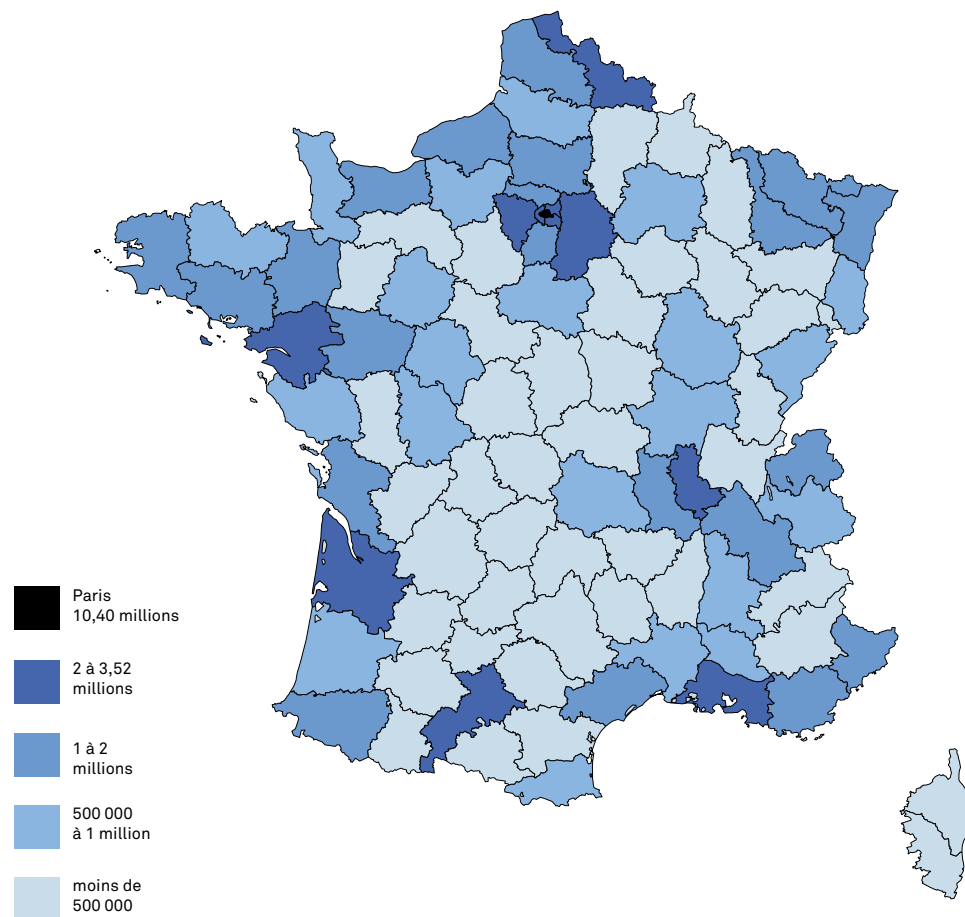 Paris
10,40 millions
2 à 3,52
millions
1 à 2
millions
500 000
à 1 million
moins de
500 000